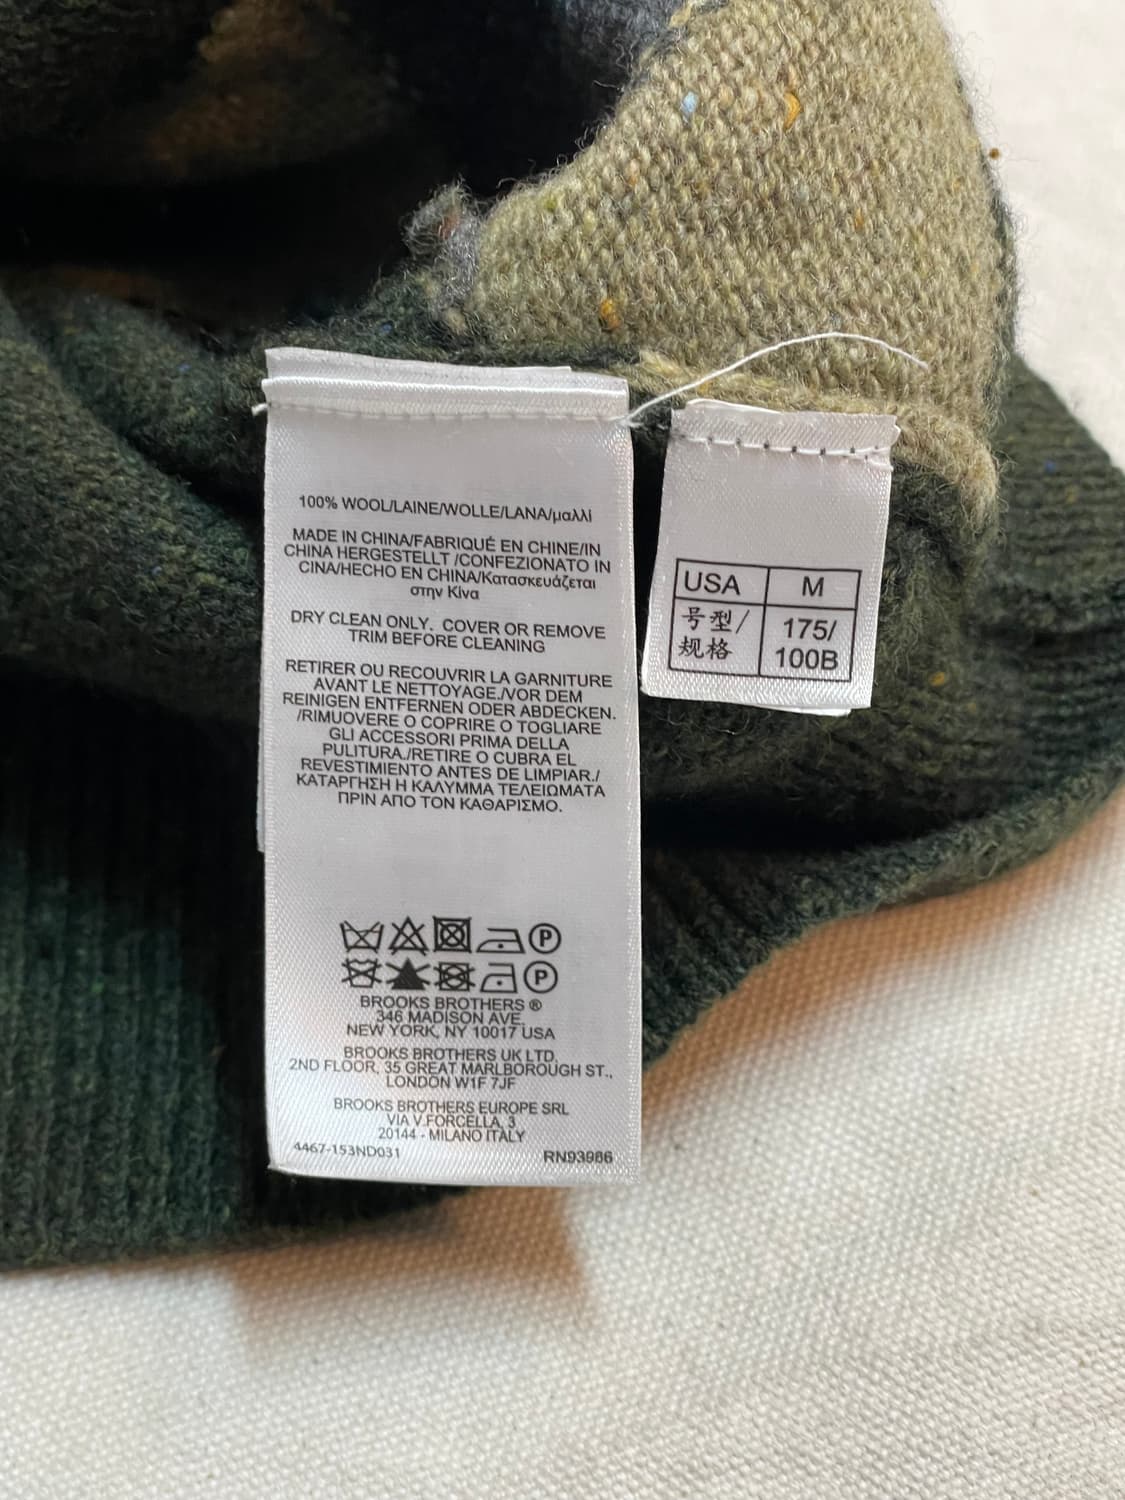 100% WOOL/LAINE/WOLLE/LANA/μαλλί
MADE IN CHINA/FABRIQUÉ EN CHINE/IN
CHINA HERGESTELLT /CONFEZIONATO IN
CINA/HECHO EN CHINA/Κατασκευάζεται
στην Κίνα
DRY CLEAN ONLY. COVER OR REMOVE
TRIM BEFORE CLEANING
RETIRER OU RECOUVRIR LA GARNITURE
AVANT LE NETTOYAGE./VOR DEM
REINIGEN ENTFERNEN ODER ABDECKEN.
/RIMUOVERE O COPRIRE O TOGLIARE
GLI ACCESSORI PRIMA DELLA
PULITURA./RETIRE O CUBRA EL
REVESTIMIENTO ANTES DE LIMPIAR./
ΚΑΤΑΡΓΗΣΗ Η ΚΑΛΥΜΜΑ ΤΕΛΕΙΩΜΑΤΑ
ΠΡΙΝ ΑΠΟ ΤΟΝ ΚΑΘΑΡΙΣΜΟ.
P
P
BROOKS BROTHERS ®
346 MADISON AVE.
NEW YORK, NY 10017 USA
BROOKS BROTHERS UK LTD.
2ND FLOOR, 35 GREAT MARLBOROUGH ST.,
LONDON W1F 7JF
BROOKS BROTHERS EUROPE SRL
VIA V.FORCELLA, 3
20144 - MILANO ITALY
4467-153ND031 RN93986
USA M
号型/ 175/
规格 100B